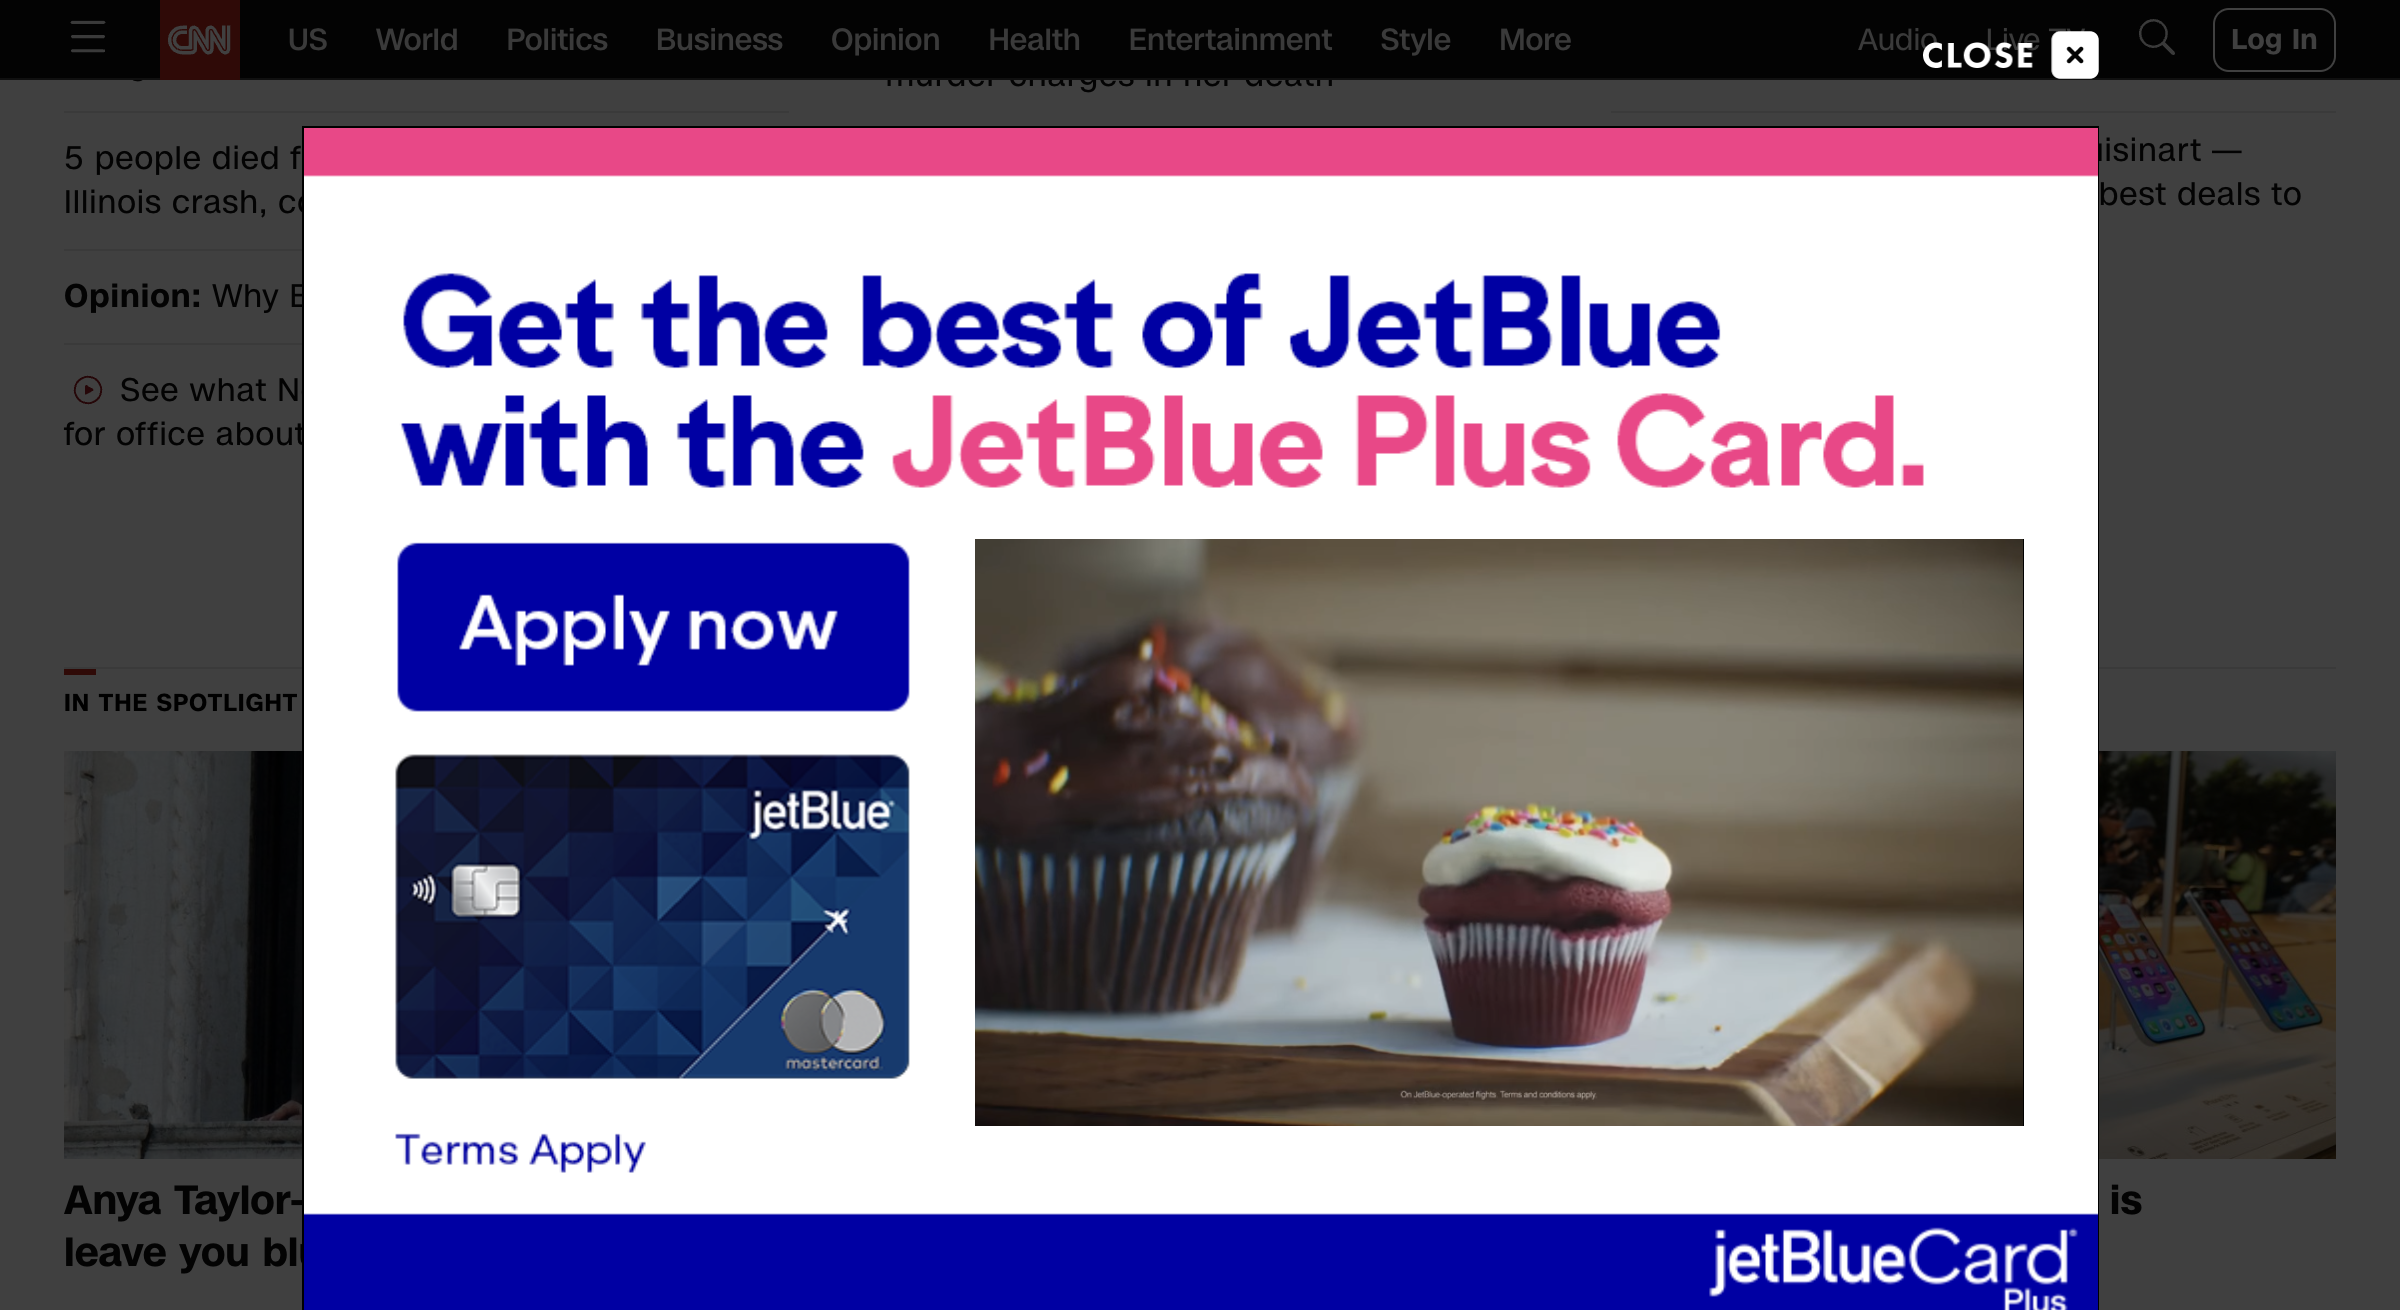 CNN
US World Politics Business Opinion Health Entertainment Style More
Audio Live TV
Log In
CLOSE
murder charges in her death
5 people died f
Illinois crash, co
Opinion: Why E
See what N
for office about
isinart —
best deals to
IN THE SPOTLIGHT
Anya Taylor-
leave you blu
is
Get the best of JetBlue
with the JetBlue Plus Card.
Apply now
jetBlue
mastercard
On JetBlue-operated flights Terms and conditions apply.
Terms Apply
jetBlueCard
Plus